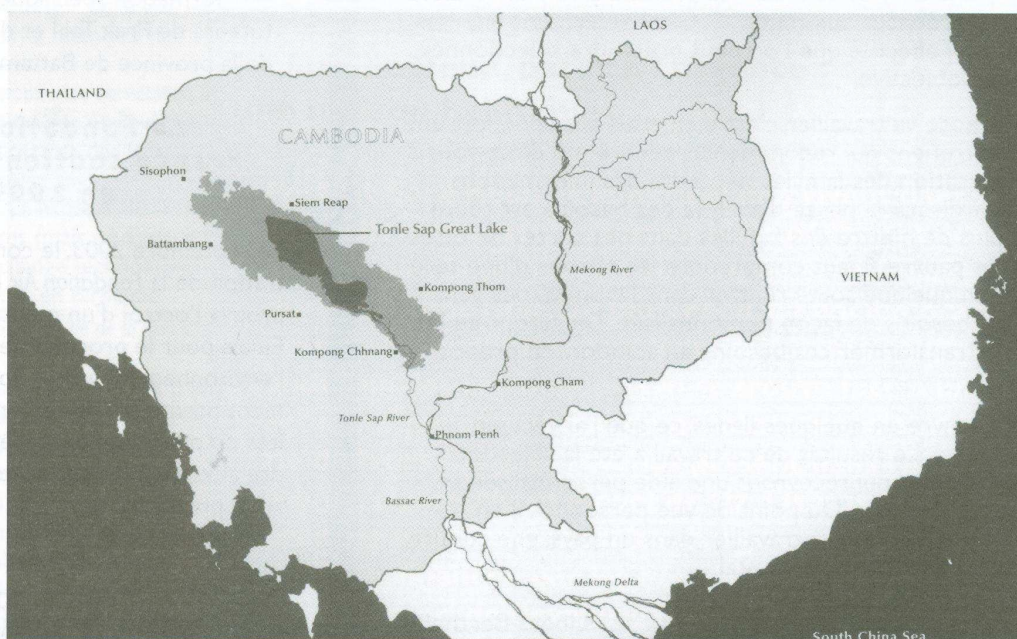 LAOS
THAILAND
CAMBODIA
Sisophon
Siem Reap
Tonle Sap Great Lake
Battambang
Mekong River
VIETNAM
Kompong Thom
Pursat
Kompong Chhnang
Kompong Cham
Tonle Sap River
Phnom Penh
Bassac River
Mekong Delta
South China Sea